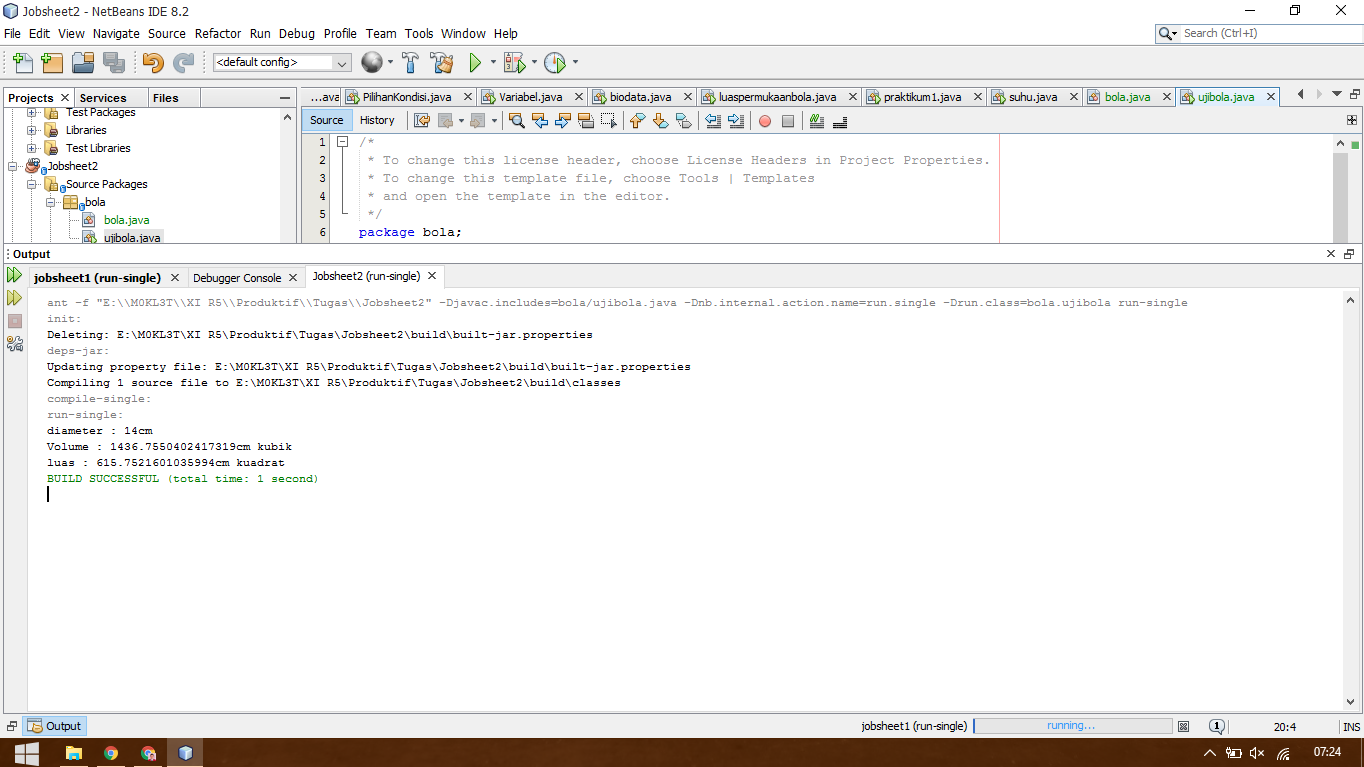 Jobsheet2 - NetBeans IDE 8.2
File Edit View Navigate Source Refactor Run Debug Profile Team Tools Window Help
Search (Ctrl+I)
<default config>
Projects Services Files
...ava PilihanKondisi.java Variabel.java biodata.java luaspermukaanbola.java praktikum1.java suhu.java bola.java ujibola.java
Test Packages
Libraries
Test Libraries
Jobsheet2
Source Packages
bola
bola.java
ujibola.java
Source History
1 /*
2 * To change this license header, choose License Headers in Project Properties.
3 * To change this template file, choose Tools | Templates
4 * and open the template in the editor.
5 */
6 package bola;
Output
jobsheet1 (run-single) Debugger Console Jobsheet2 (run-single)
ant -f "E:\\M0KL3T\\XI R5\\Produktif\\Tugas\\Jobsheet2" -Djavac.includes=bola/ujibola.java -Dnb.internal.action.name=run.single -Drun.class=bola.ujibola run-single
init:
Deleting: E:\M0KL3T\XI R5\Produktif\Tugas\Jobsheet2\build\built-jar.properties
deps-jar:
Updating property file: E:\M0KL3T\XI R5\Produktif\Tugas\Jobsheet2\build\built-jar.properties
Compiling 1 source file to E:\M0KL3T\XI R5\Produktif\Tugas\Jobsheet2\build\classes
compile-single:
run-single:
diameter : 14cm
Volume : 1436.7550402417319cm kubik
luas : 615.7521601035994cm kuadrat
BUILD SUCCESSFUL (total time: 1 second)
Output
jobsheet1 (run-single) running... 1 20:4 INS
07:24